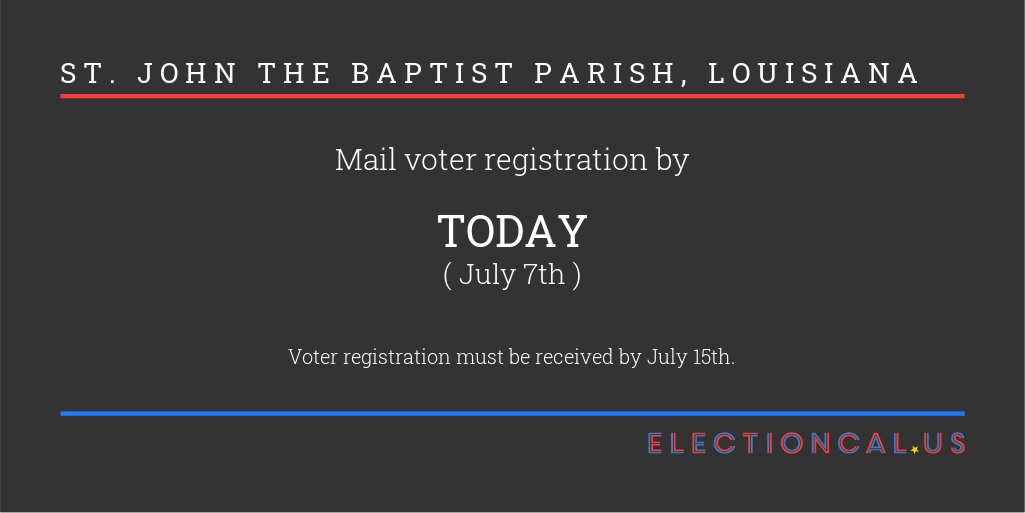 ST. JOHN THE BAPTIST PARISH, LOUISIANA
Mail voter registration by
TODAY
( July 7th )
Voter registration must be received by July 15th.
ELECTIONCAL.US